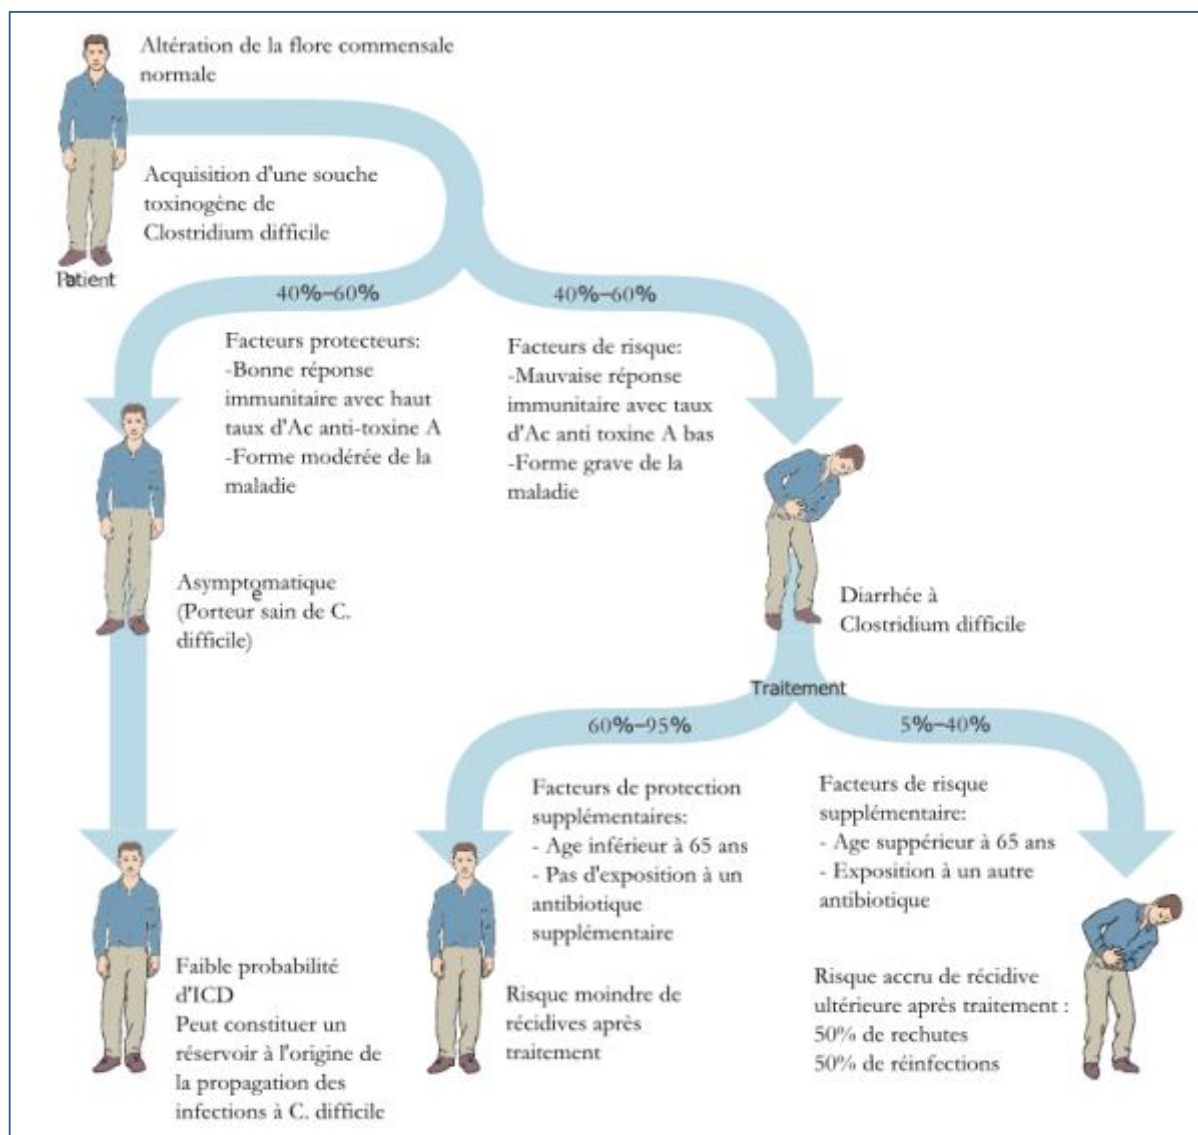 Altération de la flore commensale
normale
Acquisition d'une souche
toxinogène de
Clostridium difficile
Patient
40%–60%
40%–60%
Facteurs protecteurs:
-Bonne réponse
immunitaire avec haut
taux d'Ac anti-toxine A
-Forme modérée de la
maladie
Facteurs de risque:
-Mauvaise réponse
immunitaire avec taux
d'Ac anti toxine A bas
-Forme grave de la
maladie
Asymptomatique
(Porteur sain de C.
difficile)
Diarrhée à
Clostridium difficile
Traitement
60%–95%
5%–40%
Facteurs de protection
supplémentaires:
- Age inférieur à 65 ans
- Pas d'exposition à un
antibiotique
supplémentaire
Facteurs de risque
supplémentaire:
- Age suppérieur à 65 ans
- Exposition à un autre
antibiotique
Faible probabilité
d'ICD
Peut constituer un
réservoir à l'origine de
la propagation des
infections à C. difficile
Risque moindre de
récidives après
traitement
Risque accru de récidive
ultérieure après traitement :
50% de rechutes
50% de réinfections